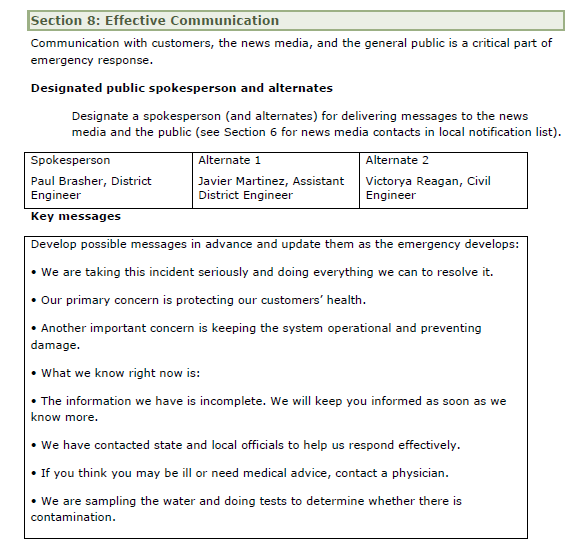 Section 8: Effective Communication
Communication with customers, the news media, and the general public is a critical part of
emergency response.
Designated public spokesperson and alternates
Designate a spokesperson (and alternates) for delivering messages to the news
media and the public (see Section 6 for news media contacts in local notification list).
Spokesperson
Paul Brasher, District
Engineer
Alternate 1
Javier Martinez, Assistant
District Engineer
Alternate 2
Victorya Reagan, Civil
Engineer
Key messages
Develop possible messages in advance and update them as the emergency develops:
• We are taking this incident seriously and doing everything we can to resolve it.
• Our primary concern is protecting our customers’ health.
• Another important concern is keeping the system operational and preventing
damage.
• What we know right now is:
• The information we have is incomplete. We will keep you informed as soon as we
know more.
• We have contacted state and local officials to help us respond effectively.
• If you think you may be ill or need medical advice, contact a physician.
• We are sampling the water and doing tests to determine whether there is
contamination.